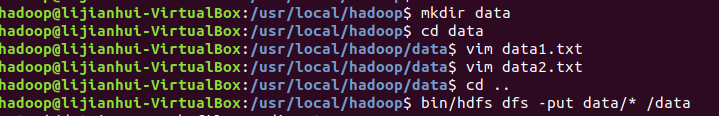 hadoop@lijianhui-VirtualBox:/usr/local/hadoop$ mkdir data
hadoop@lijianhui-VirtualBox:/usr/local/hadoop$ cd data
hadoop@lijianhui-VirtualBox:/usr/local/hadoop/data$ vim data1.txt
hadoop@lijianhui-VirtualBox:/usr/local/hadoop/data$ vim data2.txt
hadoop@lijianhui-VirtualBox:/usr/local/hadoop/data$ cd ..
hadoop@lijianhui-VirtualBox:/usr/local/hadoop$ bin/hdfs dfs -put data/* /data